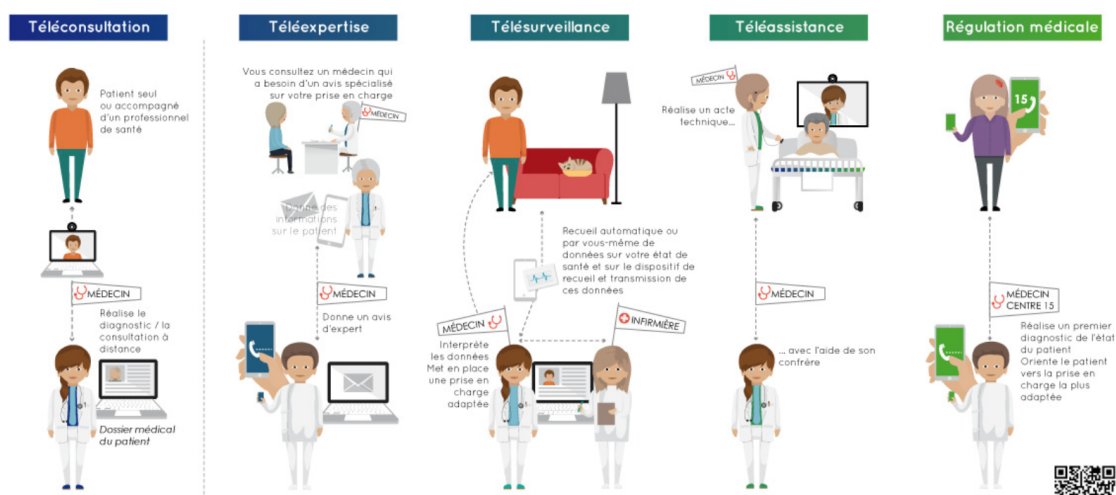 Téléconsultation
Patient seul
ou accompagné
d'un professionnel
de santé
MÉDECIN
Réalise le
diagnostic / la
consultation à
distance
Dossier médical
du patient
Téléexpertise
Vous consultez un médecin qui
a besoin d'un avis spécialisé
sur votre prise en charge
MÉDECIN
Donne des
informations
sur le patient
MÉDECIN
Donne un avis
d'expert
Télésurveillance
Recueil automatique ou
par vous-même de
données sur votre état de
santé et sur le dispositif de
recueil et transmission de
ces données
MÉDECIN
INFIRMIÈRE
Interprète
les données
Met en place
une prise en
charge
adaptée
Téléassistance
MÉDECIN
Réalise un acte
technique...
MÉDECIN
... avec l'aide de son
confrère
Régulation médicale
15
MÉDECIN
CENTRE 15
Réalise un premier
diagnostic de l'état
du patient
Oriente le patient
vers la prise en
charge la plus
adaptée